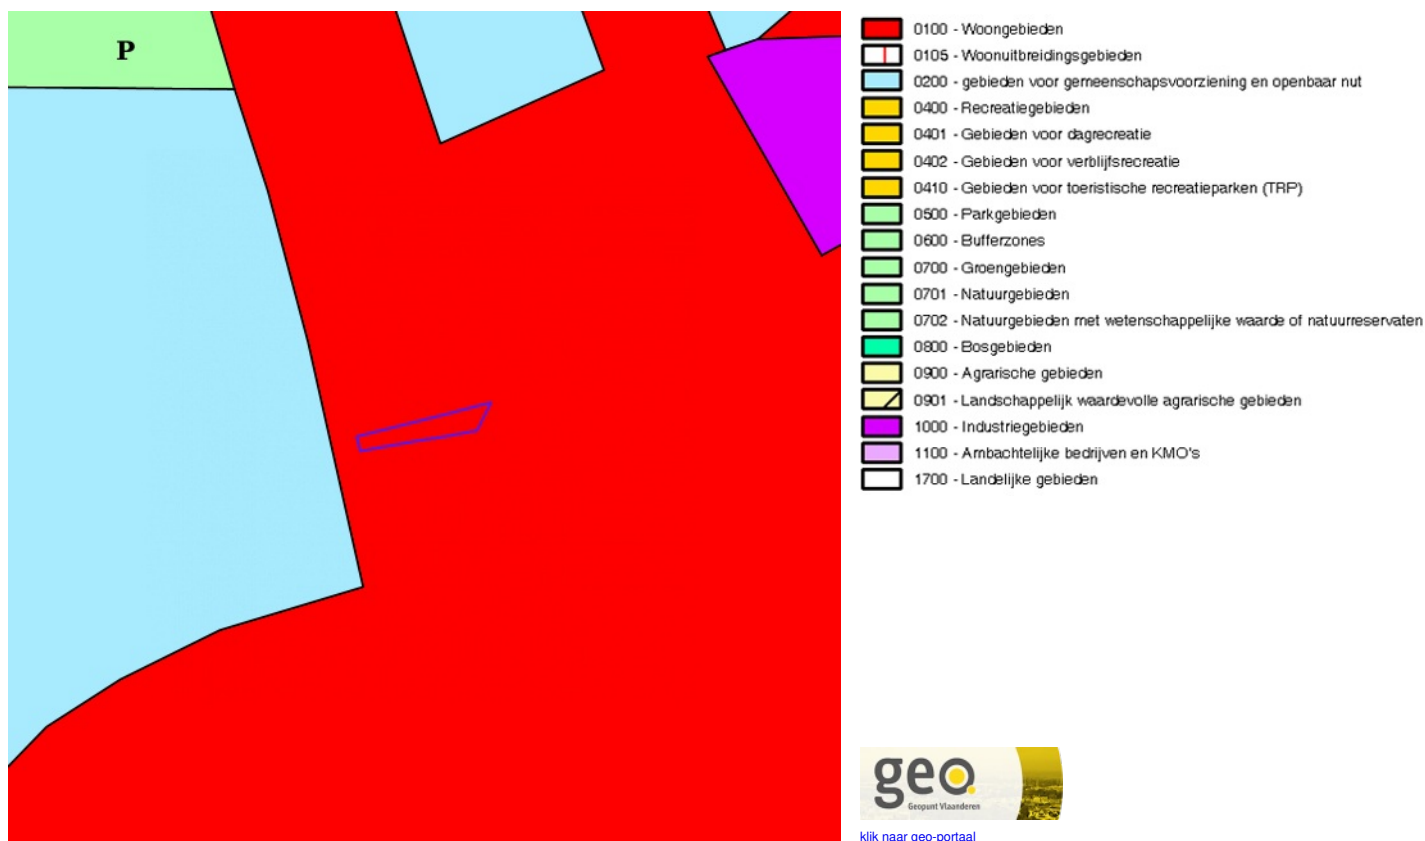 P
0100 - Woongebieden
0105 - Woonuitbreidingsgebieden
0200 - gebieden voor gemeenschapsvoorziening en openbaar nut
0400 - Recreatiegebieden
0401 - Gebieden voor dagrecreatie
0402 - Gebieden voor verblijfsrecreatie
0410 - Gebieden voor toeristische recreatieparken (TRP)
0500 - Parkgebieden
0600 - Bufferzones
0700 - Groengebieden
0701 - Natuurgebieden
0702 - Natuurgebieden met wetenschappelijke waarde of natuurreservaten
0800 - Bosgebieden
0900 - Agrarische gebieden
0901 - Landschappelijk waardevolle agrarische gebieden
1000 - Industriegebieden
1100 - Ambachtelijke bedrijven en KMO's
1700 - Landelijke gebieden
geo
Geopunt Vlaanderen
klik naar geo-portaal